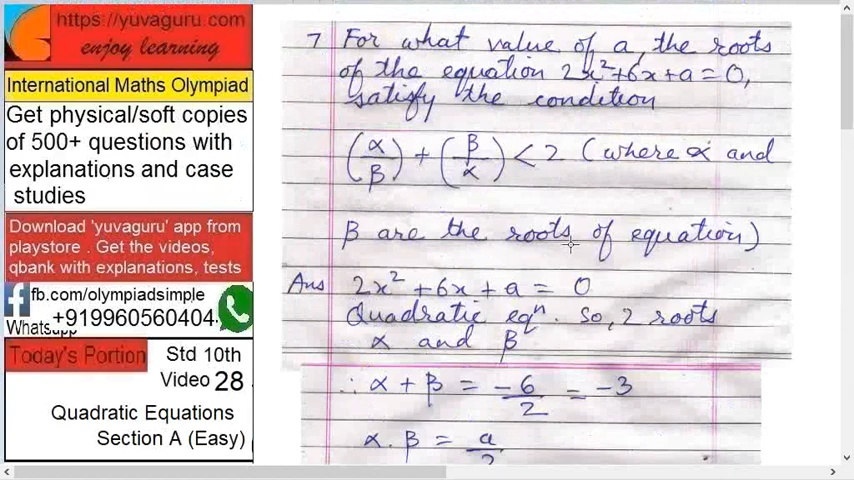 https://yuvaguru.com
enjoy learning
International Maths Olympiad
Get physical/soft copies
of 500+ questions with
explanations and case
studies
Download 'yuvaguru' app from
playstore . Get the videos,
qbank with explanations, tests
fb.com/olympiadsimple
Whatsapp
+919960560404
Today's Portion
Std 10th
Video 28
Quadratic Equations
Section A (Easy)
7 For what value of a, the roots
of the equation 2x²+6x+a=0,
satisfy the condition
(α/β) + (β/α) < 2 (where α and
β are the roots of equation)
Ans 2x² +6x + a = 0
Quadratic eqⁿ. So, 2 roots
α and β
∴ α + β = -6/2 = -3
α . β = a/2